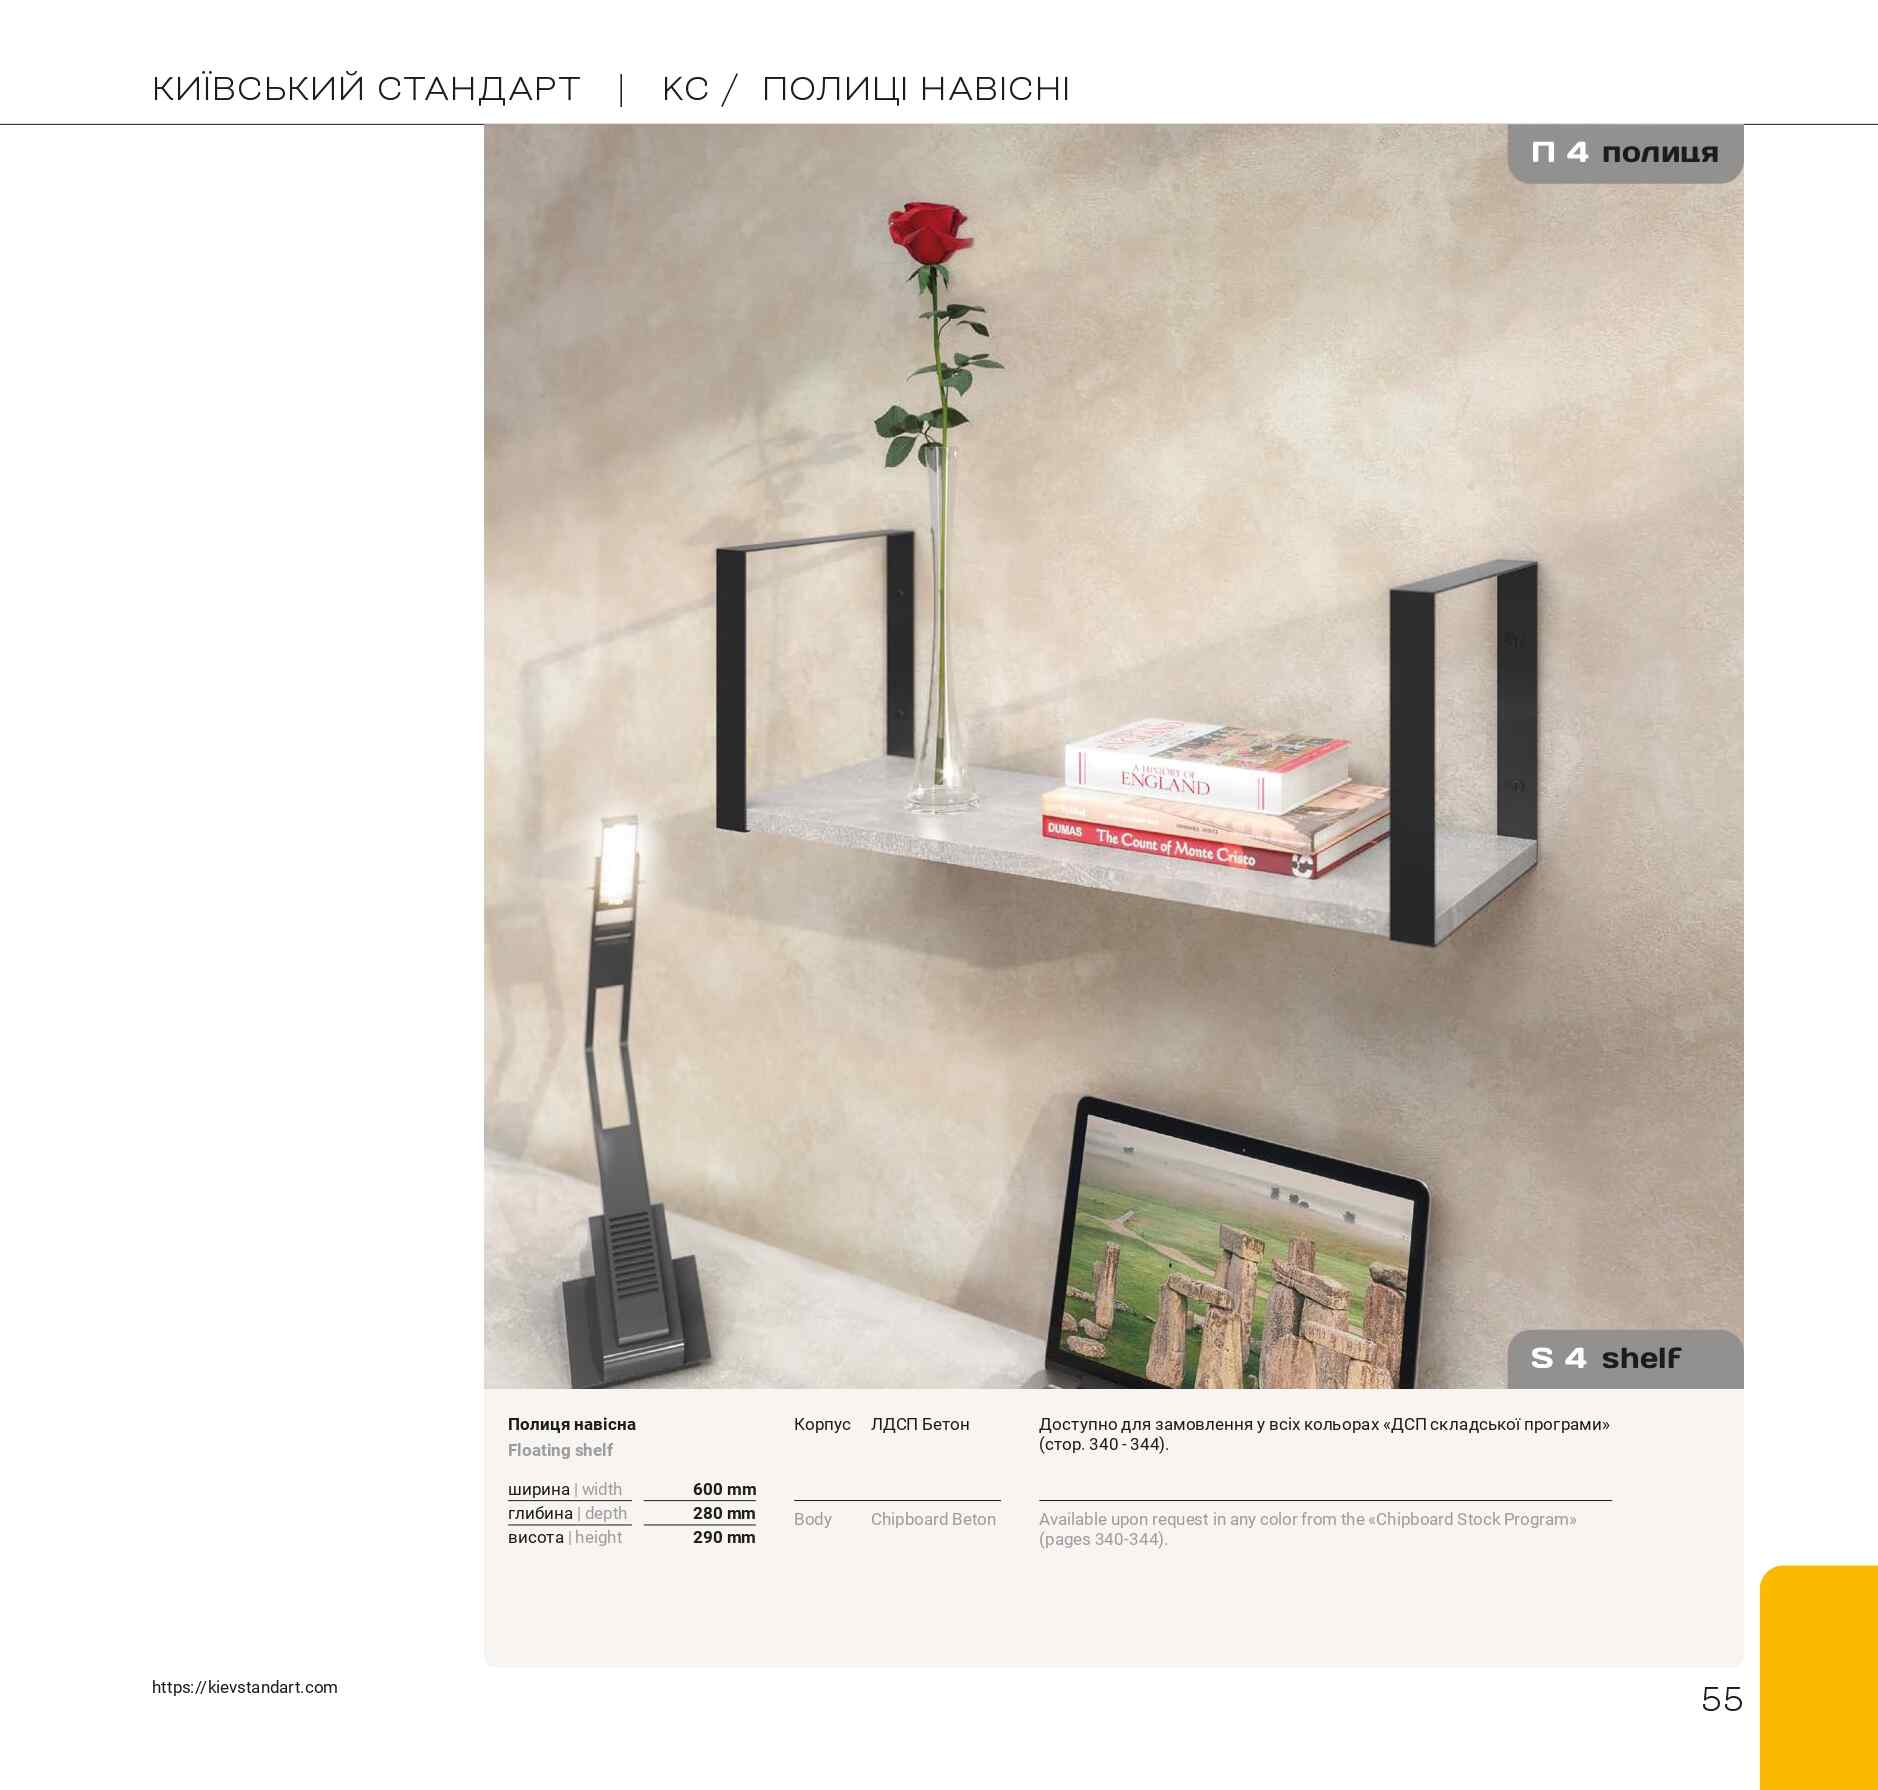 КИЇВСЬКИЙ СТАНДАРТ | КС / ПОЛИЦІ НАВІСНІ
П 4 полиця
A HISTORY OF
ENGLAND
DUMAS The Count of Monte Cristo
S 4 shelf
Полиця навісна
Floating shelf
ширина | width 600 mm
глибина | depth 280 mm
висота | height 290 mm
Корпус ЛДСП Бетон
Body Chipboard Beton
Доступно для замовлення у всіх кольорах «ДСП складської програми»
(стор. 340 - 344).
Available upon request in any color from the «Chipboard Stock Program»
(pages 340-344).
https://kievstandart.com
55